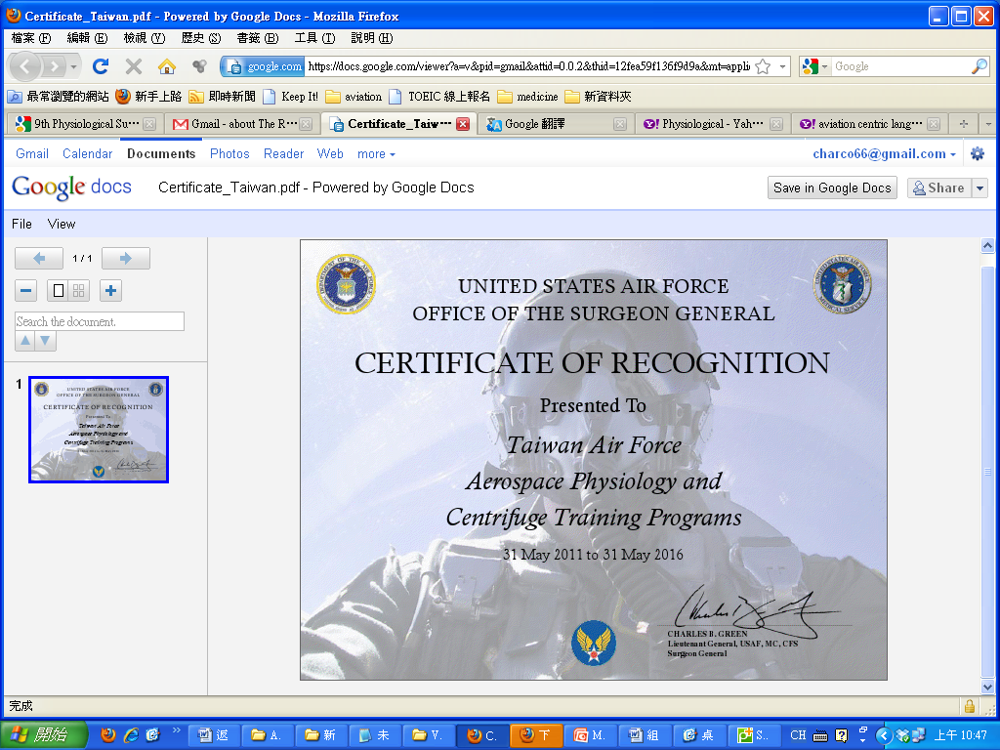 Certificate_Taiwan.pdf - Powered by Google Docs - Mozilla Firefox
檔案 (F) 編輯 (E) 檢視 (V) 歷史 (S) 書籤 (B) 工具 (T) 說明 (H)
google.com https://docs.google.com/viewer?a=v&pid=gmail&attid=0.0.2&thid=12fea59f136f9d9a&mt=appli Google
最常瀏覽的網站 新手上路 即時新聞 Keep It! aviation TOEIC 線上報名 medicine 新資料夾
9th Physiological Su··· Gmail - about The R··· Certificate_Taiw··· Google 翻譯 Physiological - Yah··· aviation centric lang···
Gmail Calendar Documents Photos Reader Web more charco66@gmail.com
Google docs Certificate_Taiwan.pdf - Powered by Google Docs Save in Google Docs Share
File View
1 / 1
Search the document.
1
UNITED STATES AIR FORCE
OFFICE OF THE SURGEON GENERAL
CERTIFICATE OF RECOGNITION
Presented To
Taiwan Air Force
Aerospace Physiology and
Centrifuge Training Programs
31 May 2011 to 31 May 2016
CHARLES B. GREEN
Lieutenant General, USAF, MC, CFS
Surgeon General
完成
開始 返 A. 新 未 V. C. 下 M. 組 桌 S.. CH 上午 10:47